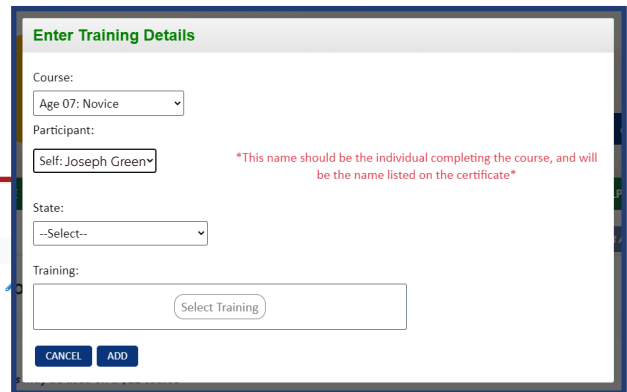 Enter Training Details
Course:
Age 07: Novice
Participant:
Self: Joseph Green
*This name should be the individual completing the course, and will
be the name listed on the certificate*
State:
--Select--
Training:
Select Training
CANCEL ADD